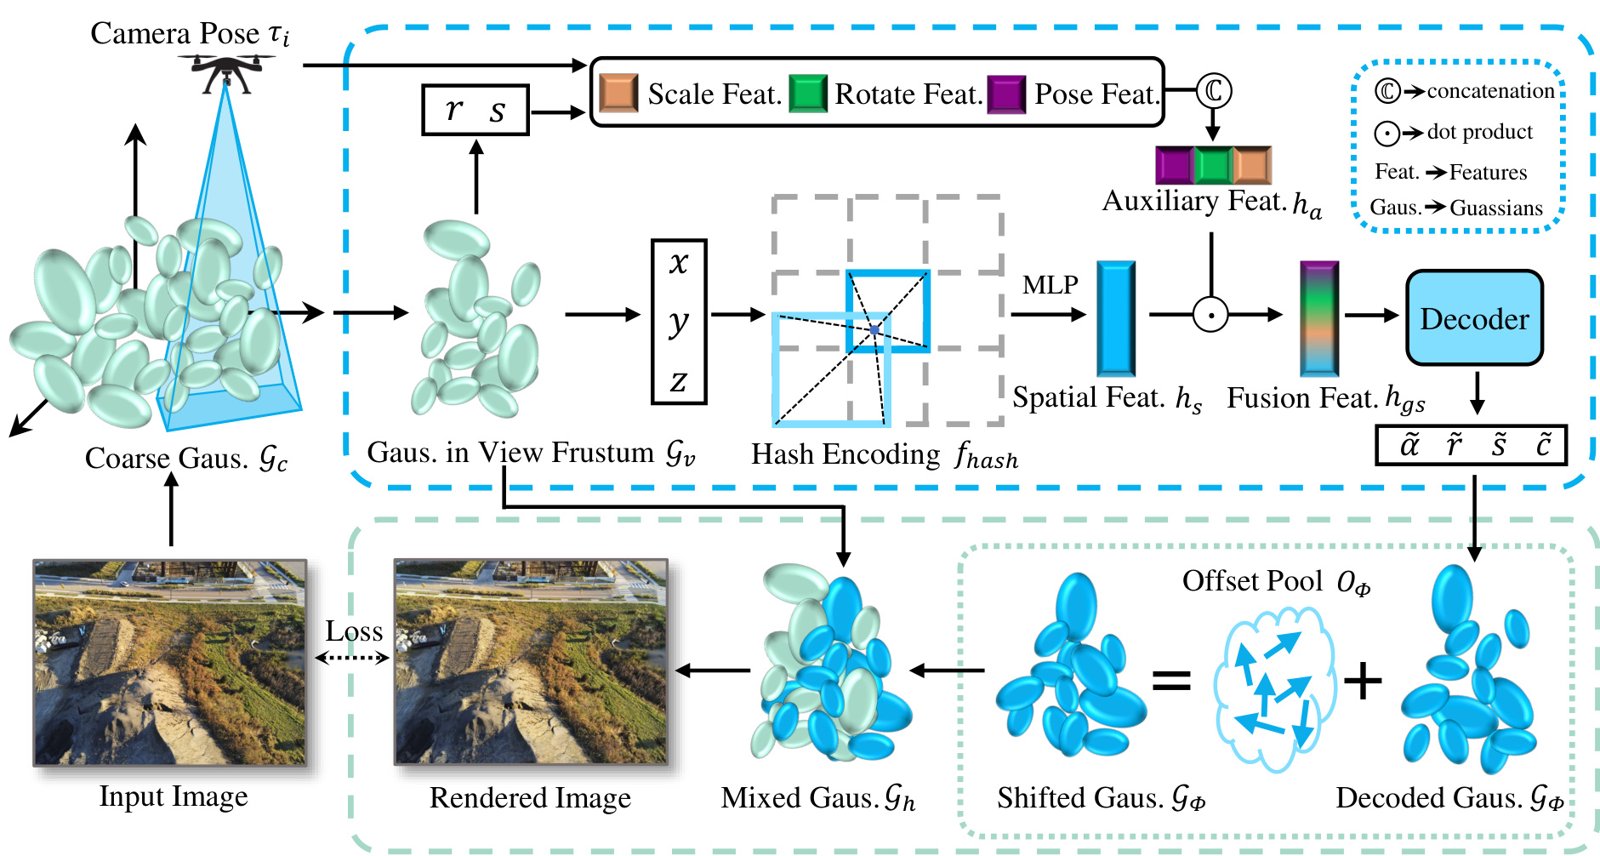 Camera Pose τᵢ
r s
Scale Feat. Rotate Feat. Pose Feat.
ℂ
ℂ→concatenation
⊙→dot product
Feat. →Features
Gaus.→Guassians
Auxiliary Feat. hₐ
x
y
z
MLP
Decoder
Coarse Gaus. 𝒢_c
Gaus. in View Frustum 𝒢_v
Hash Encoding f_hash
Spatial Feat. h_s
Fusion Feat. h_gs
α̃ r̃ s̃ c̃
Loss
Offset Pool O_Φ
=
+
Input Image
Rendered Image
Mixed Gaus. 𝒢_h
Shifted Gaus. 𝒢_Φ
Decoded Gaus. 𝒢_Φ